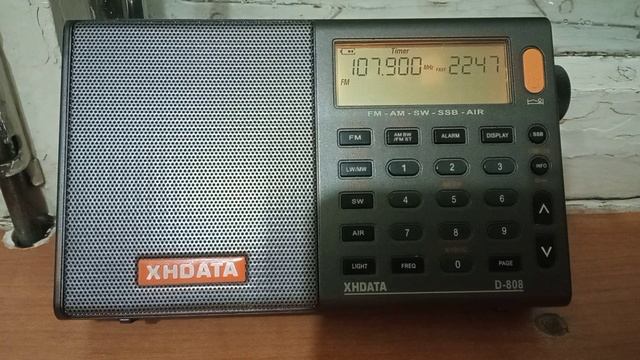 Timer
107.900 MHz FAST 2247
FM
FM - AM - SW - SSB - AIR
FM AM BW /FM ST ALARM DISPLAY SSB
LW/MW 1 2 3 INFO
SW 4 5 6
AIR 7 8 9
LIGHT FREQ 0 PAGE
XHDATA
XHDATA D-808